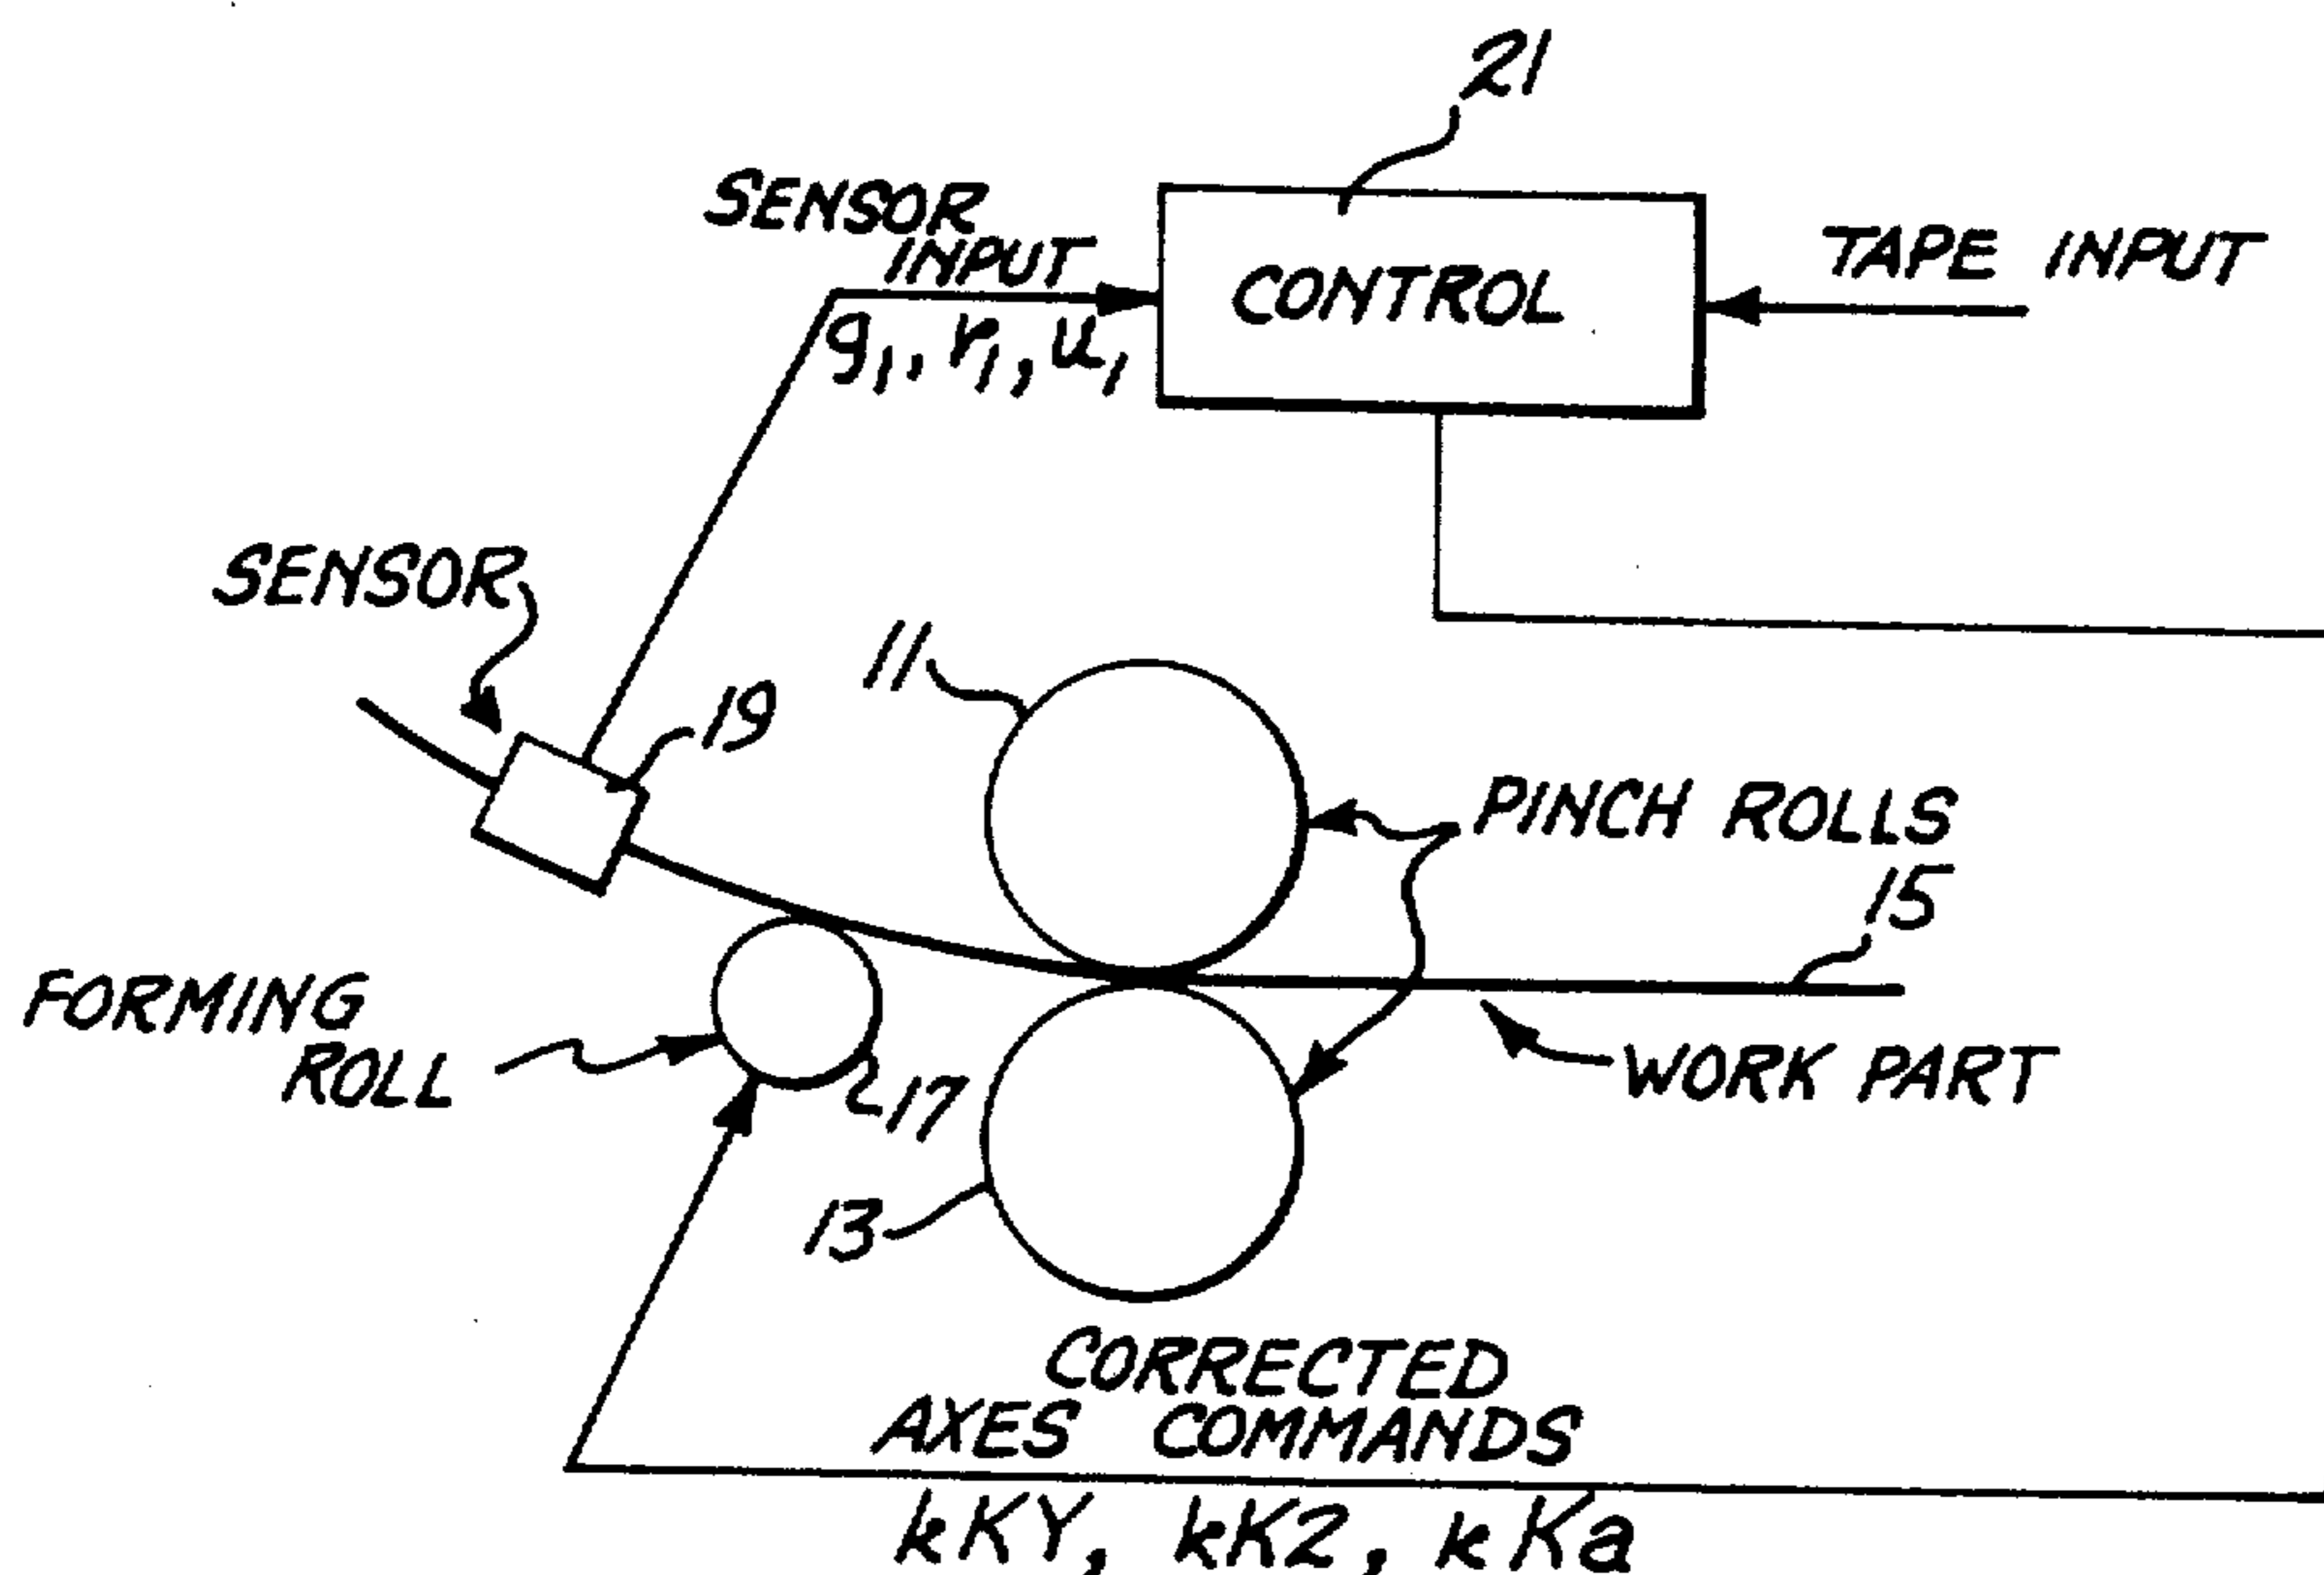 21
SENSOR
INPUT
g₁, r₁, u₁
CONTROL
TAPE INPUT
SENSOR
19
11
PINCH ROLLS
15
FORMING
ROLL
17
WORK PART
13
CORRECTED
AXES COMMANDS
kKY, kKZ, kKa